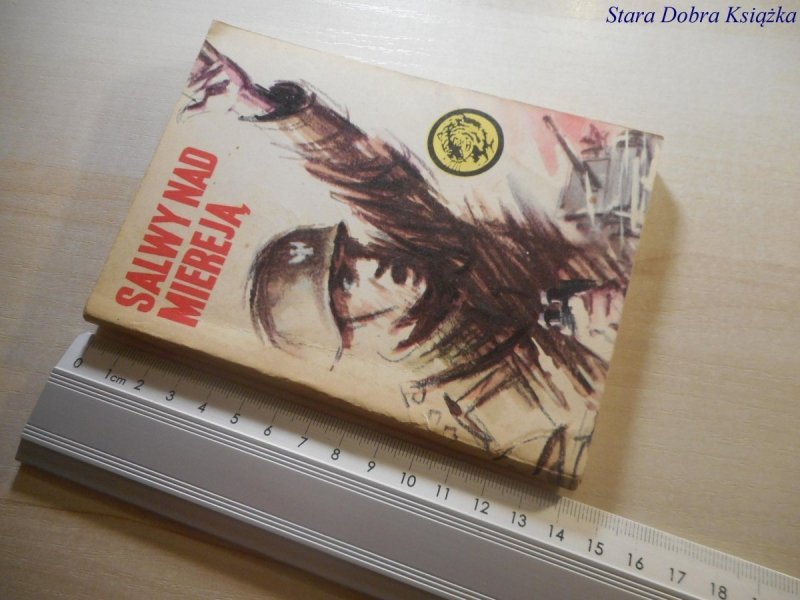 Stara Dobra Książka
SALWY NAD
MIEREJĄ
0 1cm 2 3 4 5 6 7 8 9 10 11 12 13 14 15 16 17 18